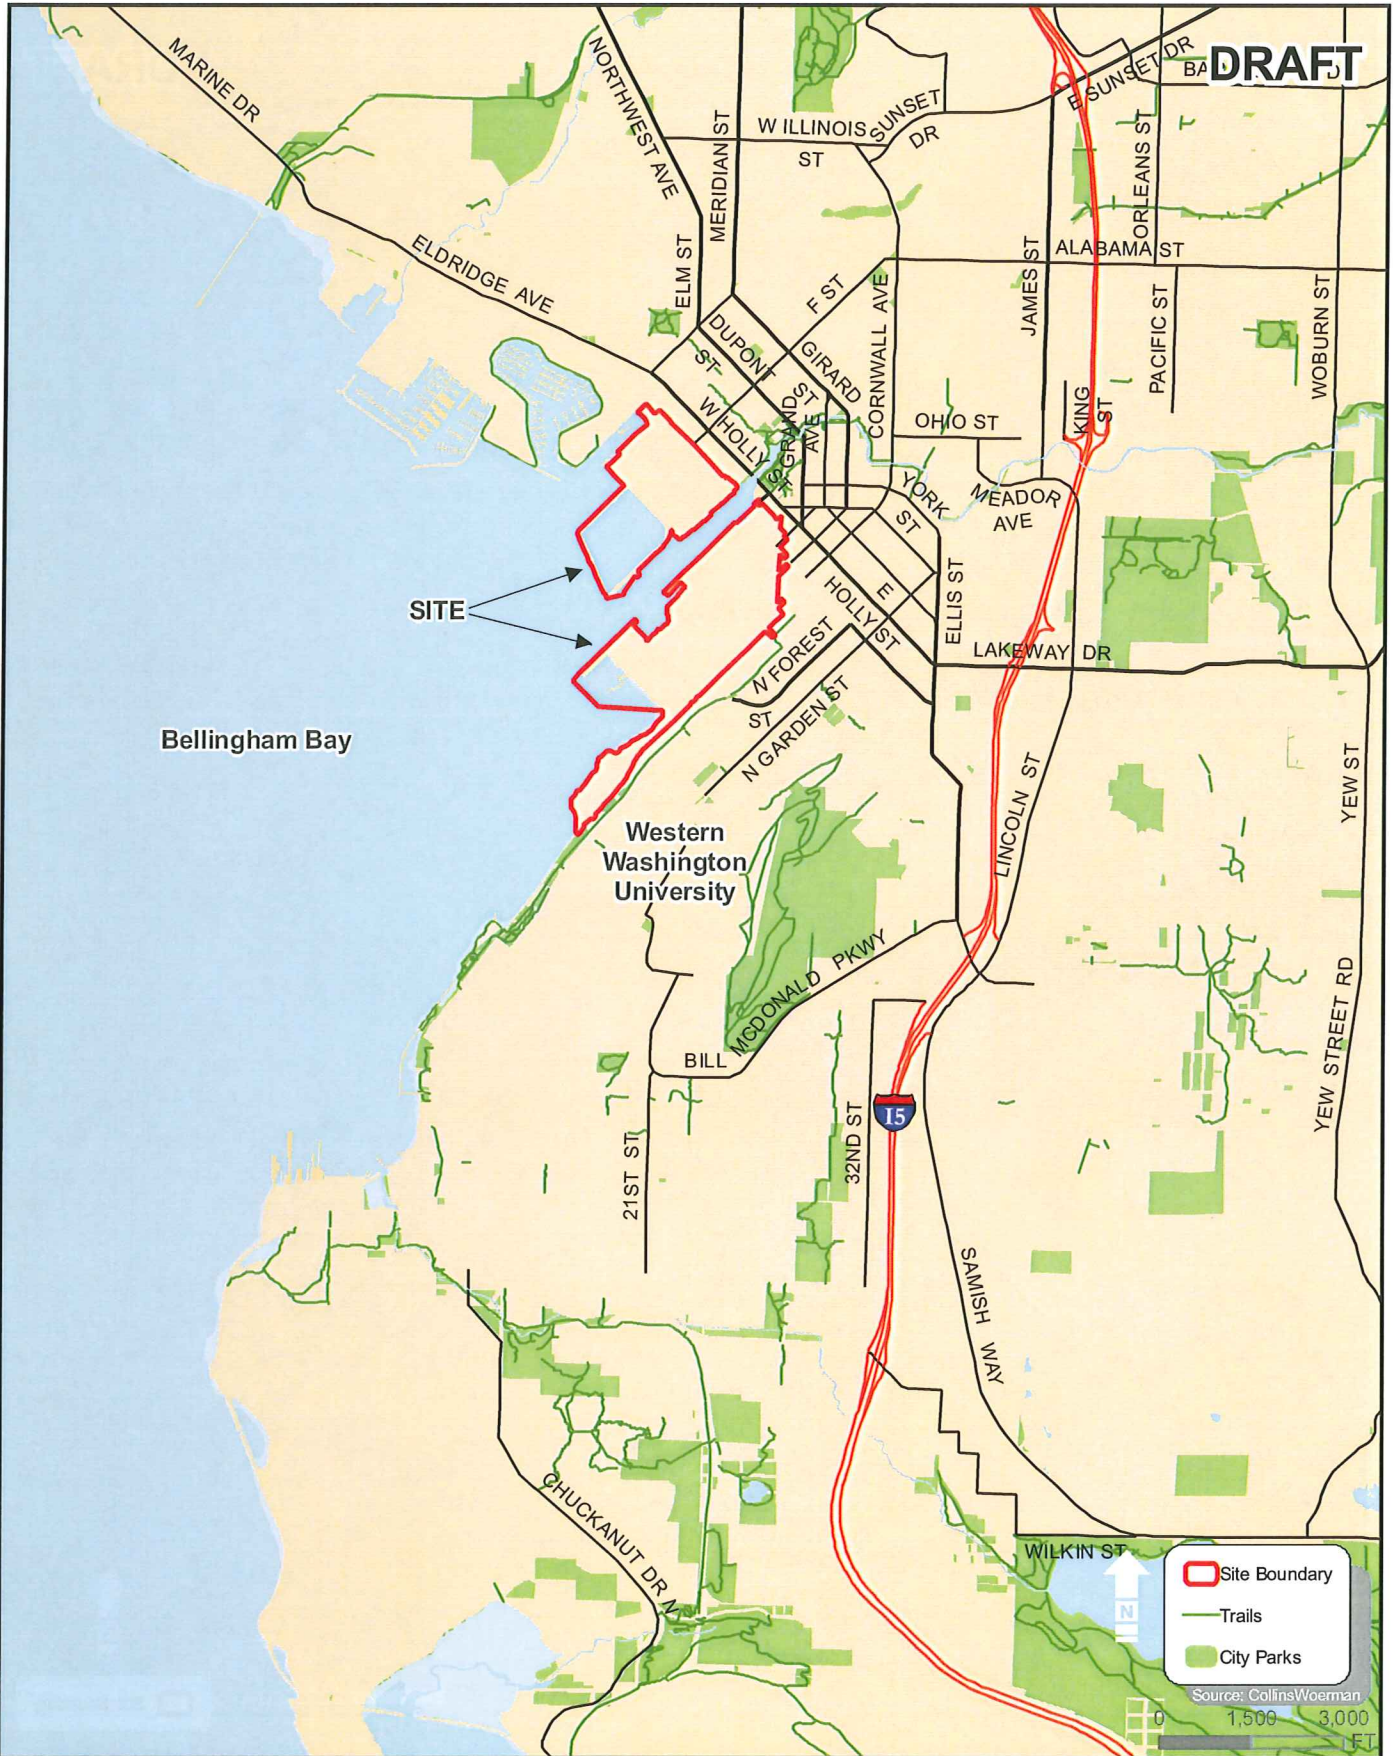 DRAFT
MARINE DR
NORTHWEST AVE
MERIDIAN ST
W ILLINOIS
ST
SUNSET
DR
E SUNSET DR
BA
ORLEANS ST
ELDRIDGE AVE
ELM ST
F ST
CORNWALL AVE
JAMES ST
ALABAMA ST
PACIFIC ST
WOBURN ST
DUPONT
ST
GIRARD
ST
W HOLLY
ST
GRAND
AVE
OHIO ST
KING
ST
YORK
ST
MEADOR
AVE
SITE
E
HOLLY ST
ELLIS ST
N FOREST
ST
LAKEWAY DR
N GARDEN ST
Bellingham Bay
LINCOLN ST
YEW ST
Western
Washington
University
BILL
MCDONALD PKWY
YEW STREET RD
I5
21ST ST
32ND ST
SAMISH WAY
CHUCKANUT DR N
WILKIN ST
N
Site Boundary
Trails
City Parks
Source: CollinsWoerman
0 1,500 3,000
FT